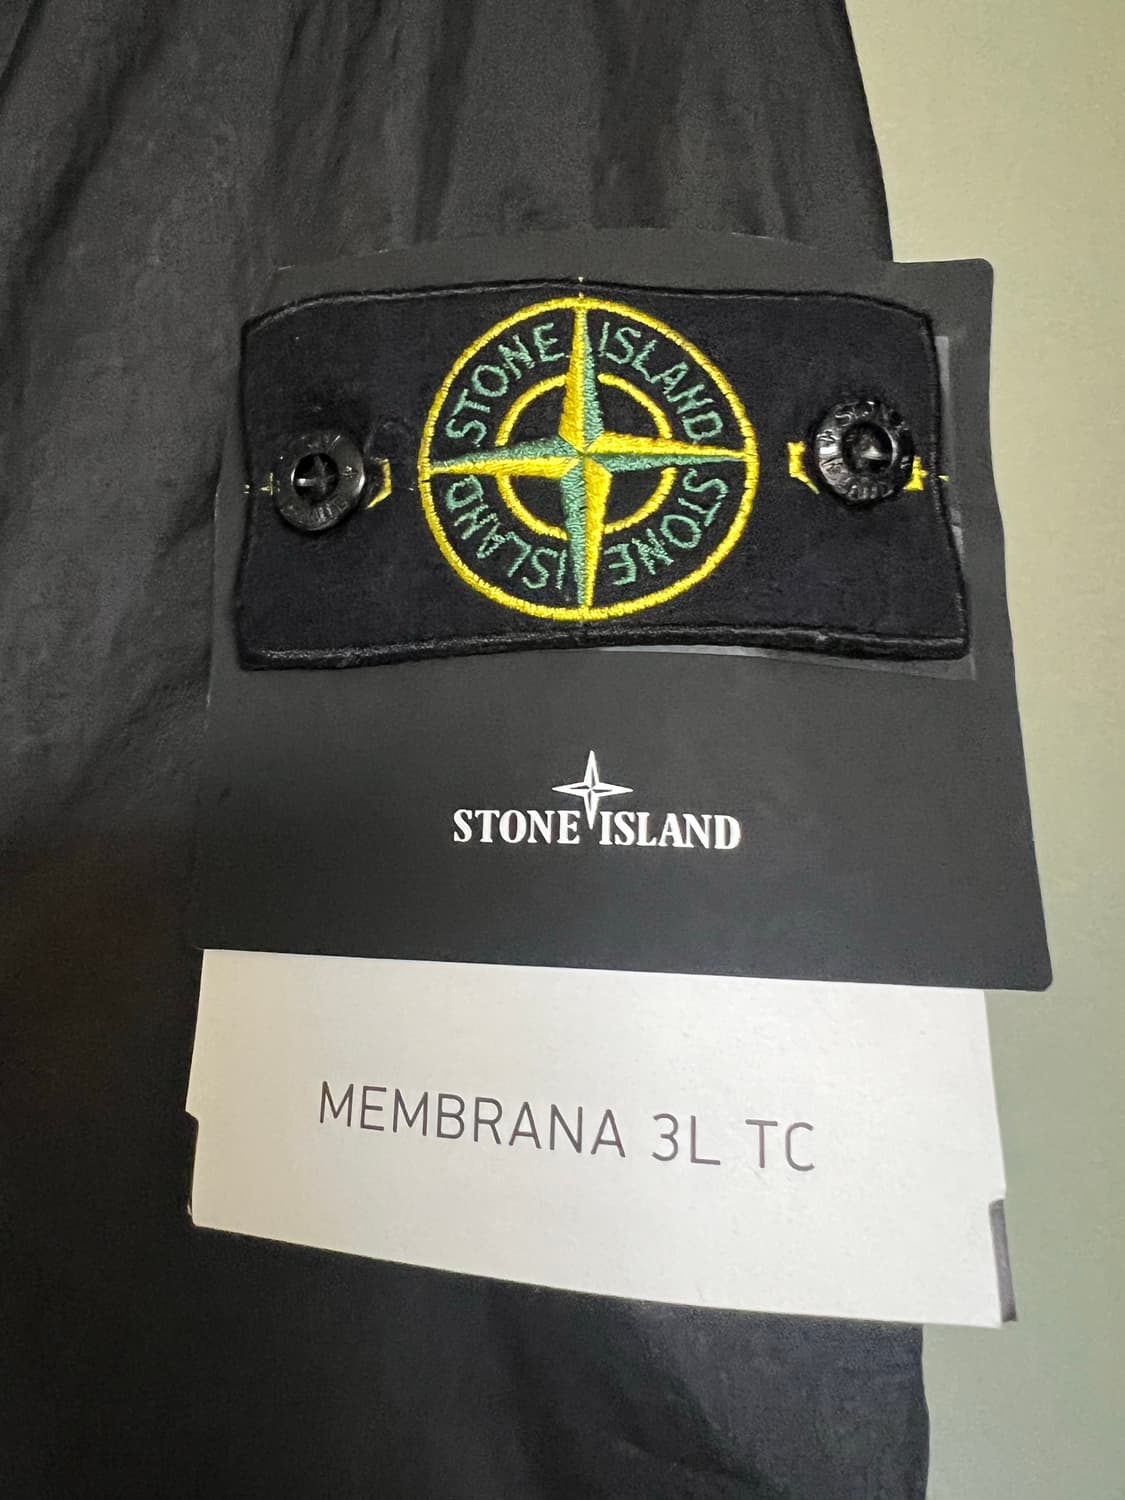 STONE ISLAND
STONE ISLAND
STONE ISLAND
MEMBRANA 3L TC